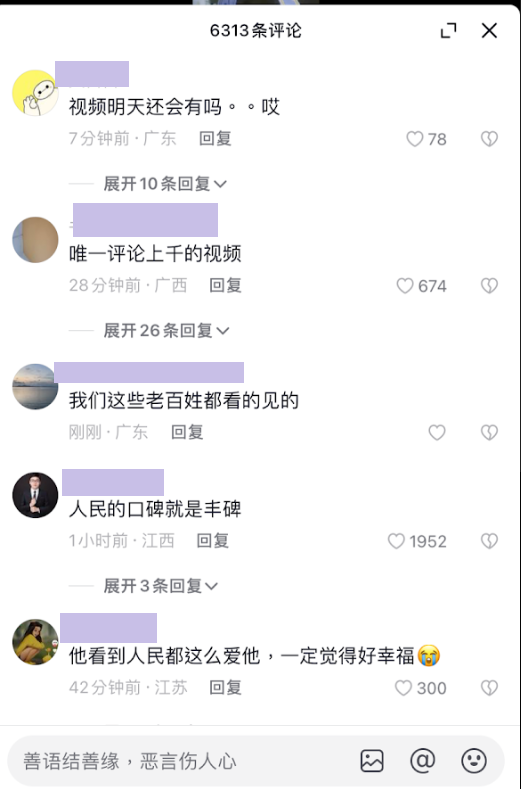 6313条评论
视频明天还会有吗。。哎
7分钟前·广东 回复 78
展开10条回复
唯一评论上千的视频
28分钟前·广西 回复 674
展开26条回复
我们这些老百姓都看的见的
刚刚·广东 回复
人民的口碑就是丰碑
1小时前·江西 回复 1952
展开3条回复
他看到人民都这么爱他，一定觉得好幸福😭
42分钟前·江苏 回复 300
善语结善缘，恶言伤人心